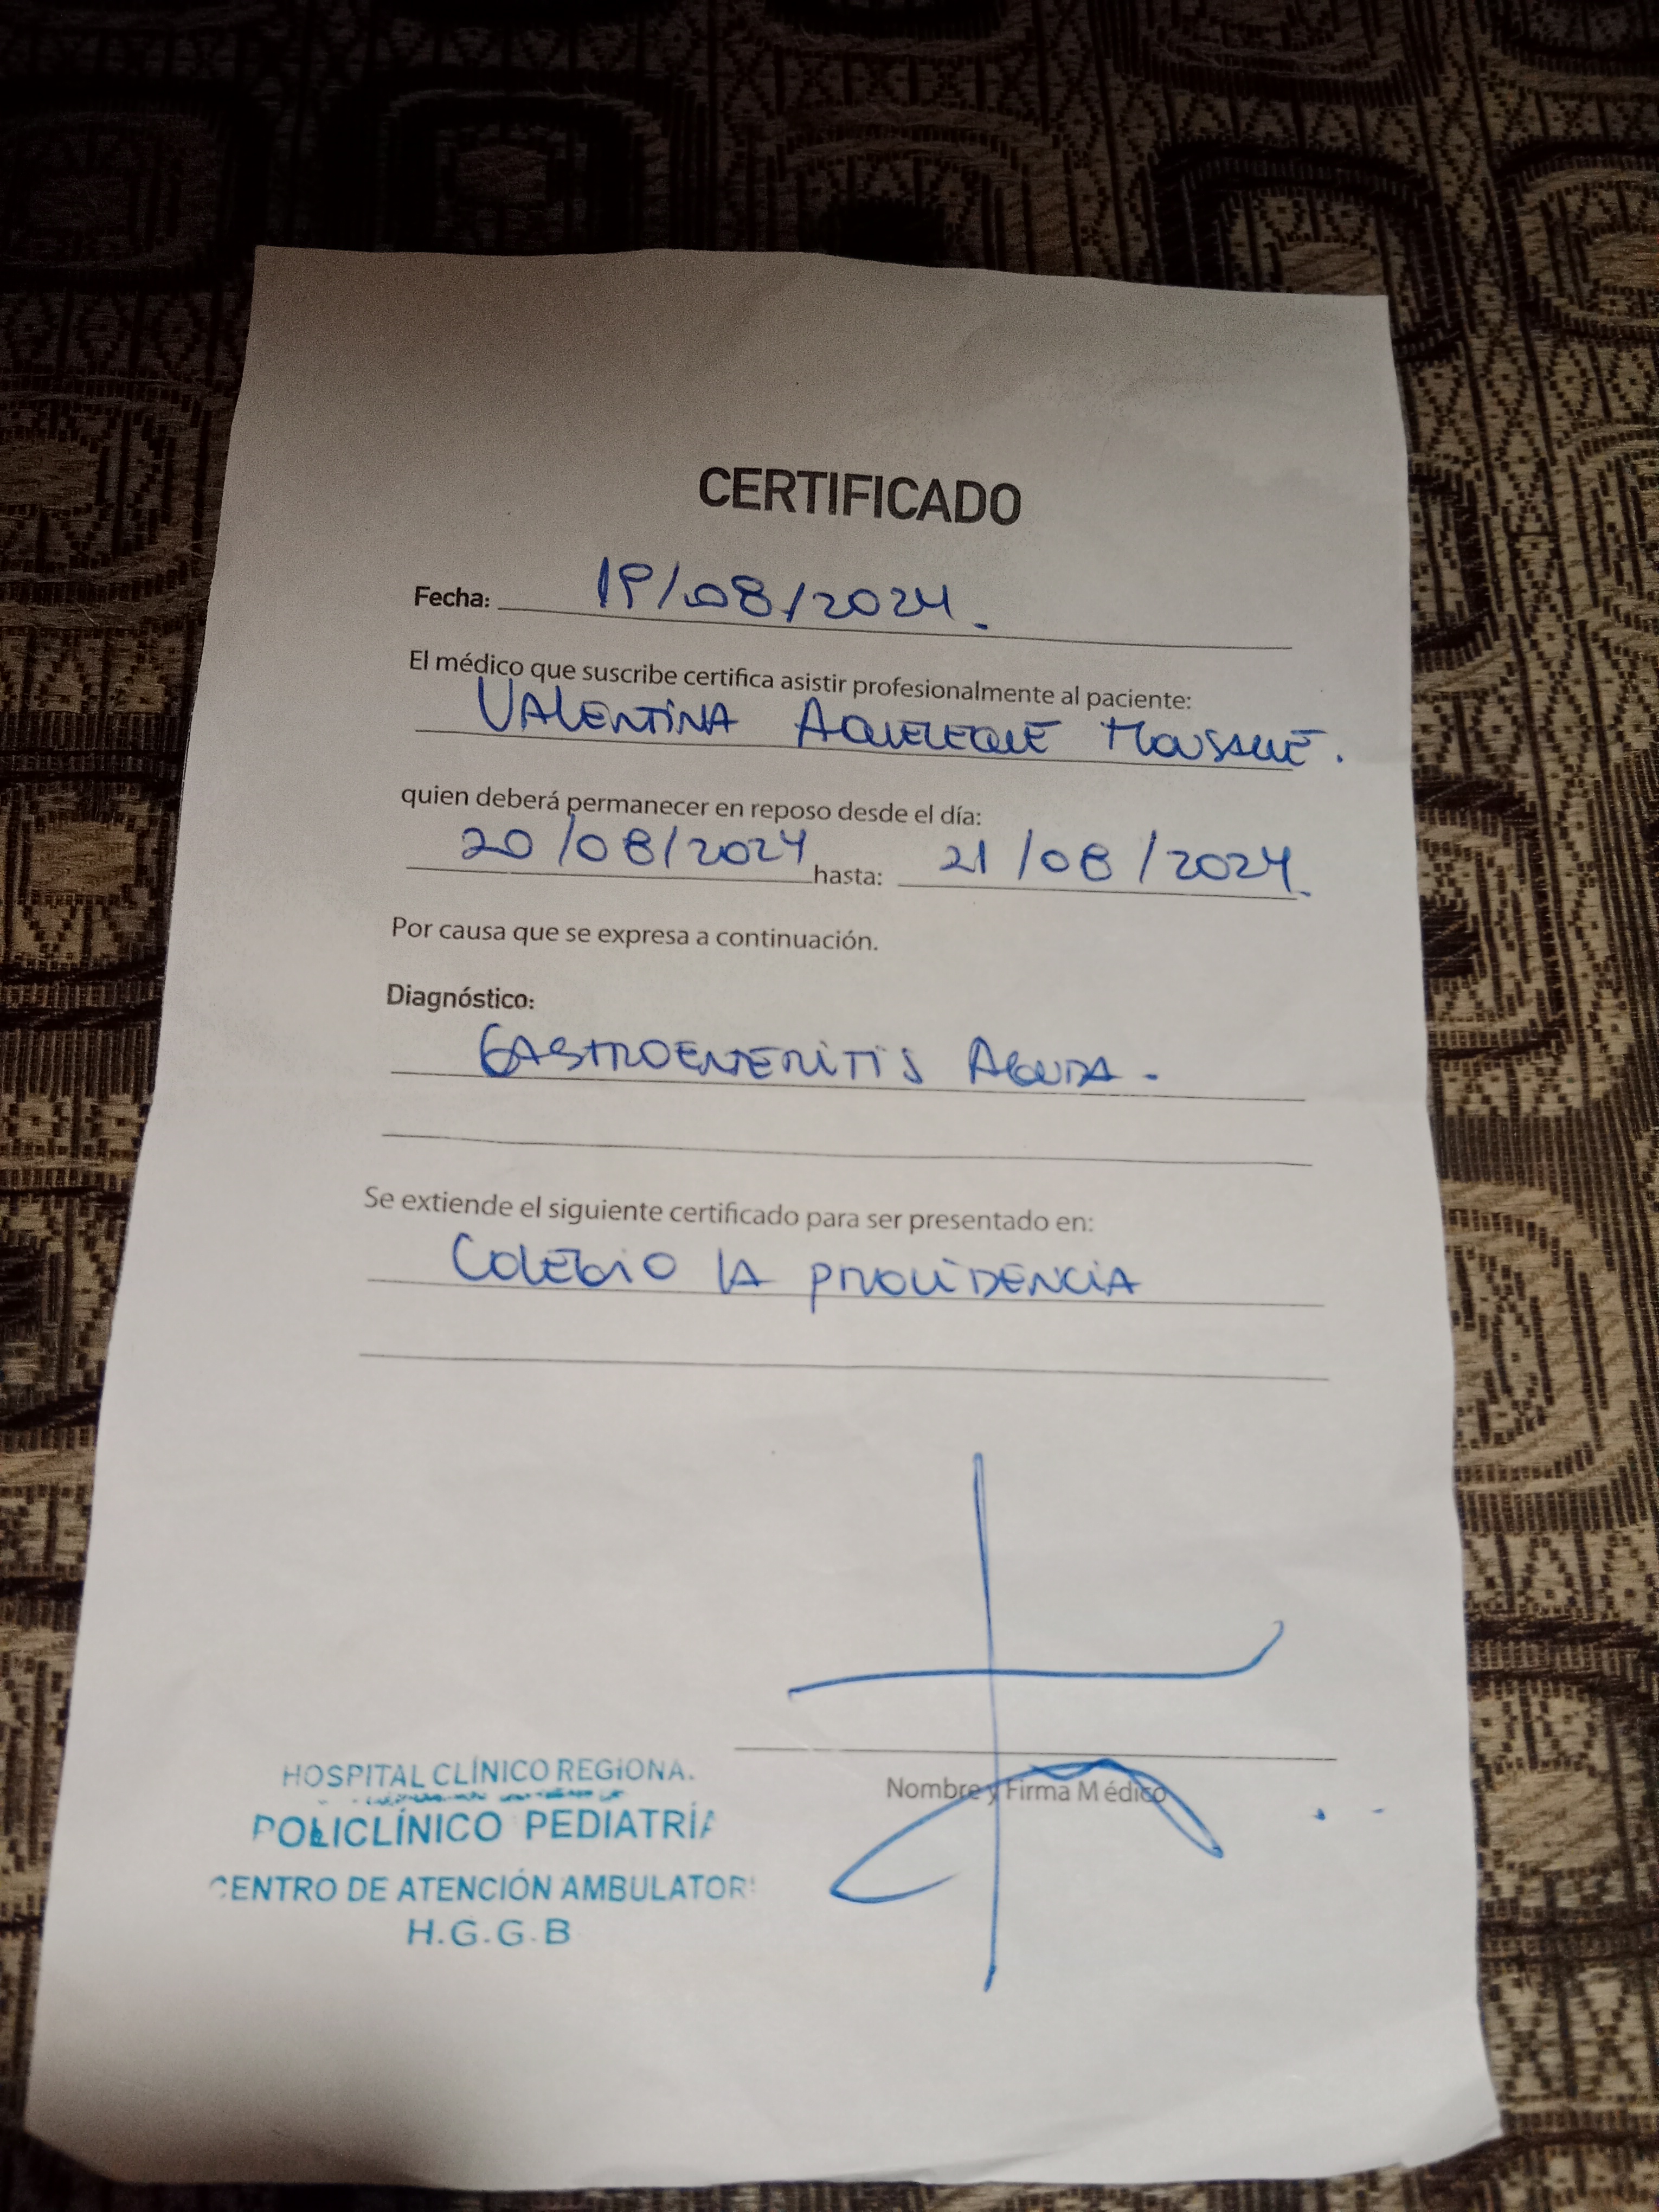 CERTIFICADO
Fecha: 19/08/2024.
El médico que suscribe certifica asistir profesionalmente al paciente:
VALENTINA AQUELEQUE
quien deberá permanecer en reposo desde el día:
20/08/2024 hasta: 21/08/2024.
Por causa que se expresa a continuación.
Diagnóstico:
GASTROENTERITIS AGUDA.
Se extiende el siguiente certificado para ser presentado en:
COLEGIO LA PROVIDENCIA
Nombre y Firma Médico
HOSPITAL CLÍNICO REGIONA.
POLICLÍNICO PEDIATRÍA
CENTRO DE ATENCIÓN AMBULATORI
H.G.G.B